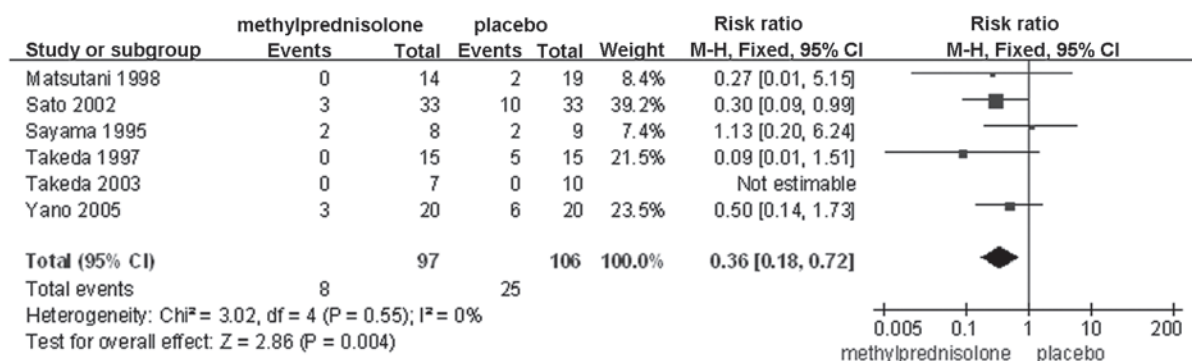 methylprednisolone placebo Risk ratio Risk ratio
Study or subgroup Events Total Events Total Weight M-H, Fixed, 95% CI M-H, Fixed, 95% CI
Matsutani 1998 0 14 2 19 8.4% 0.27 [0.01, 5.15]
Sato 2002 3 33 10 33 39.2% 0.30 [0.09, 0.99]
Sayama 1995 2 8 2 9 7.4% 1.13 [0.20, 6.24]
Takeda 1997 0 15 5 15 21.5% 0.09 [0.01, 1.51]
Takeda 2003 0 7 0 10 Not estimable
Yano 2005 3 20 6 20 23.5% 0.50 [0.14, 1.73]
Total (95% CI) 97 106 100.0% 0.36 [0.18, 0.72]
Total events 8 25
Heterogeneity: Chi² = 3.02, df = 4 (P = 0.55); I² = 0%
Test for overall effect: Z = 2.86 (P = 0.004)
0.005 0.1 1 10 200
methylprednisolone placebo